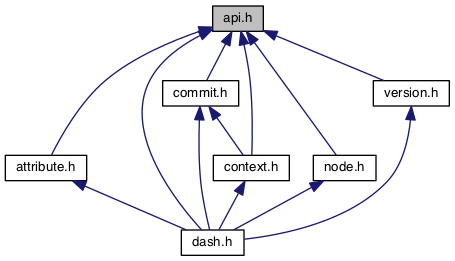 api.h
commit.h
version.h
attribute.h
context.h
node.h
dash.h